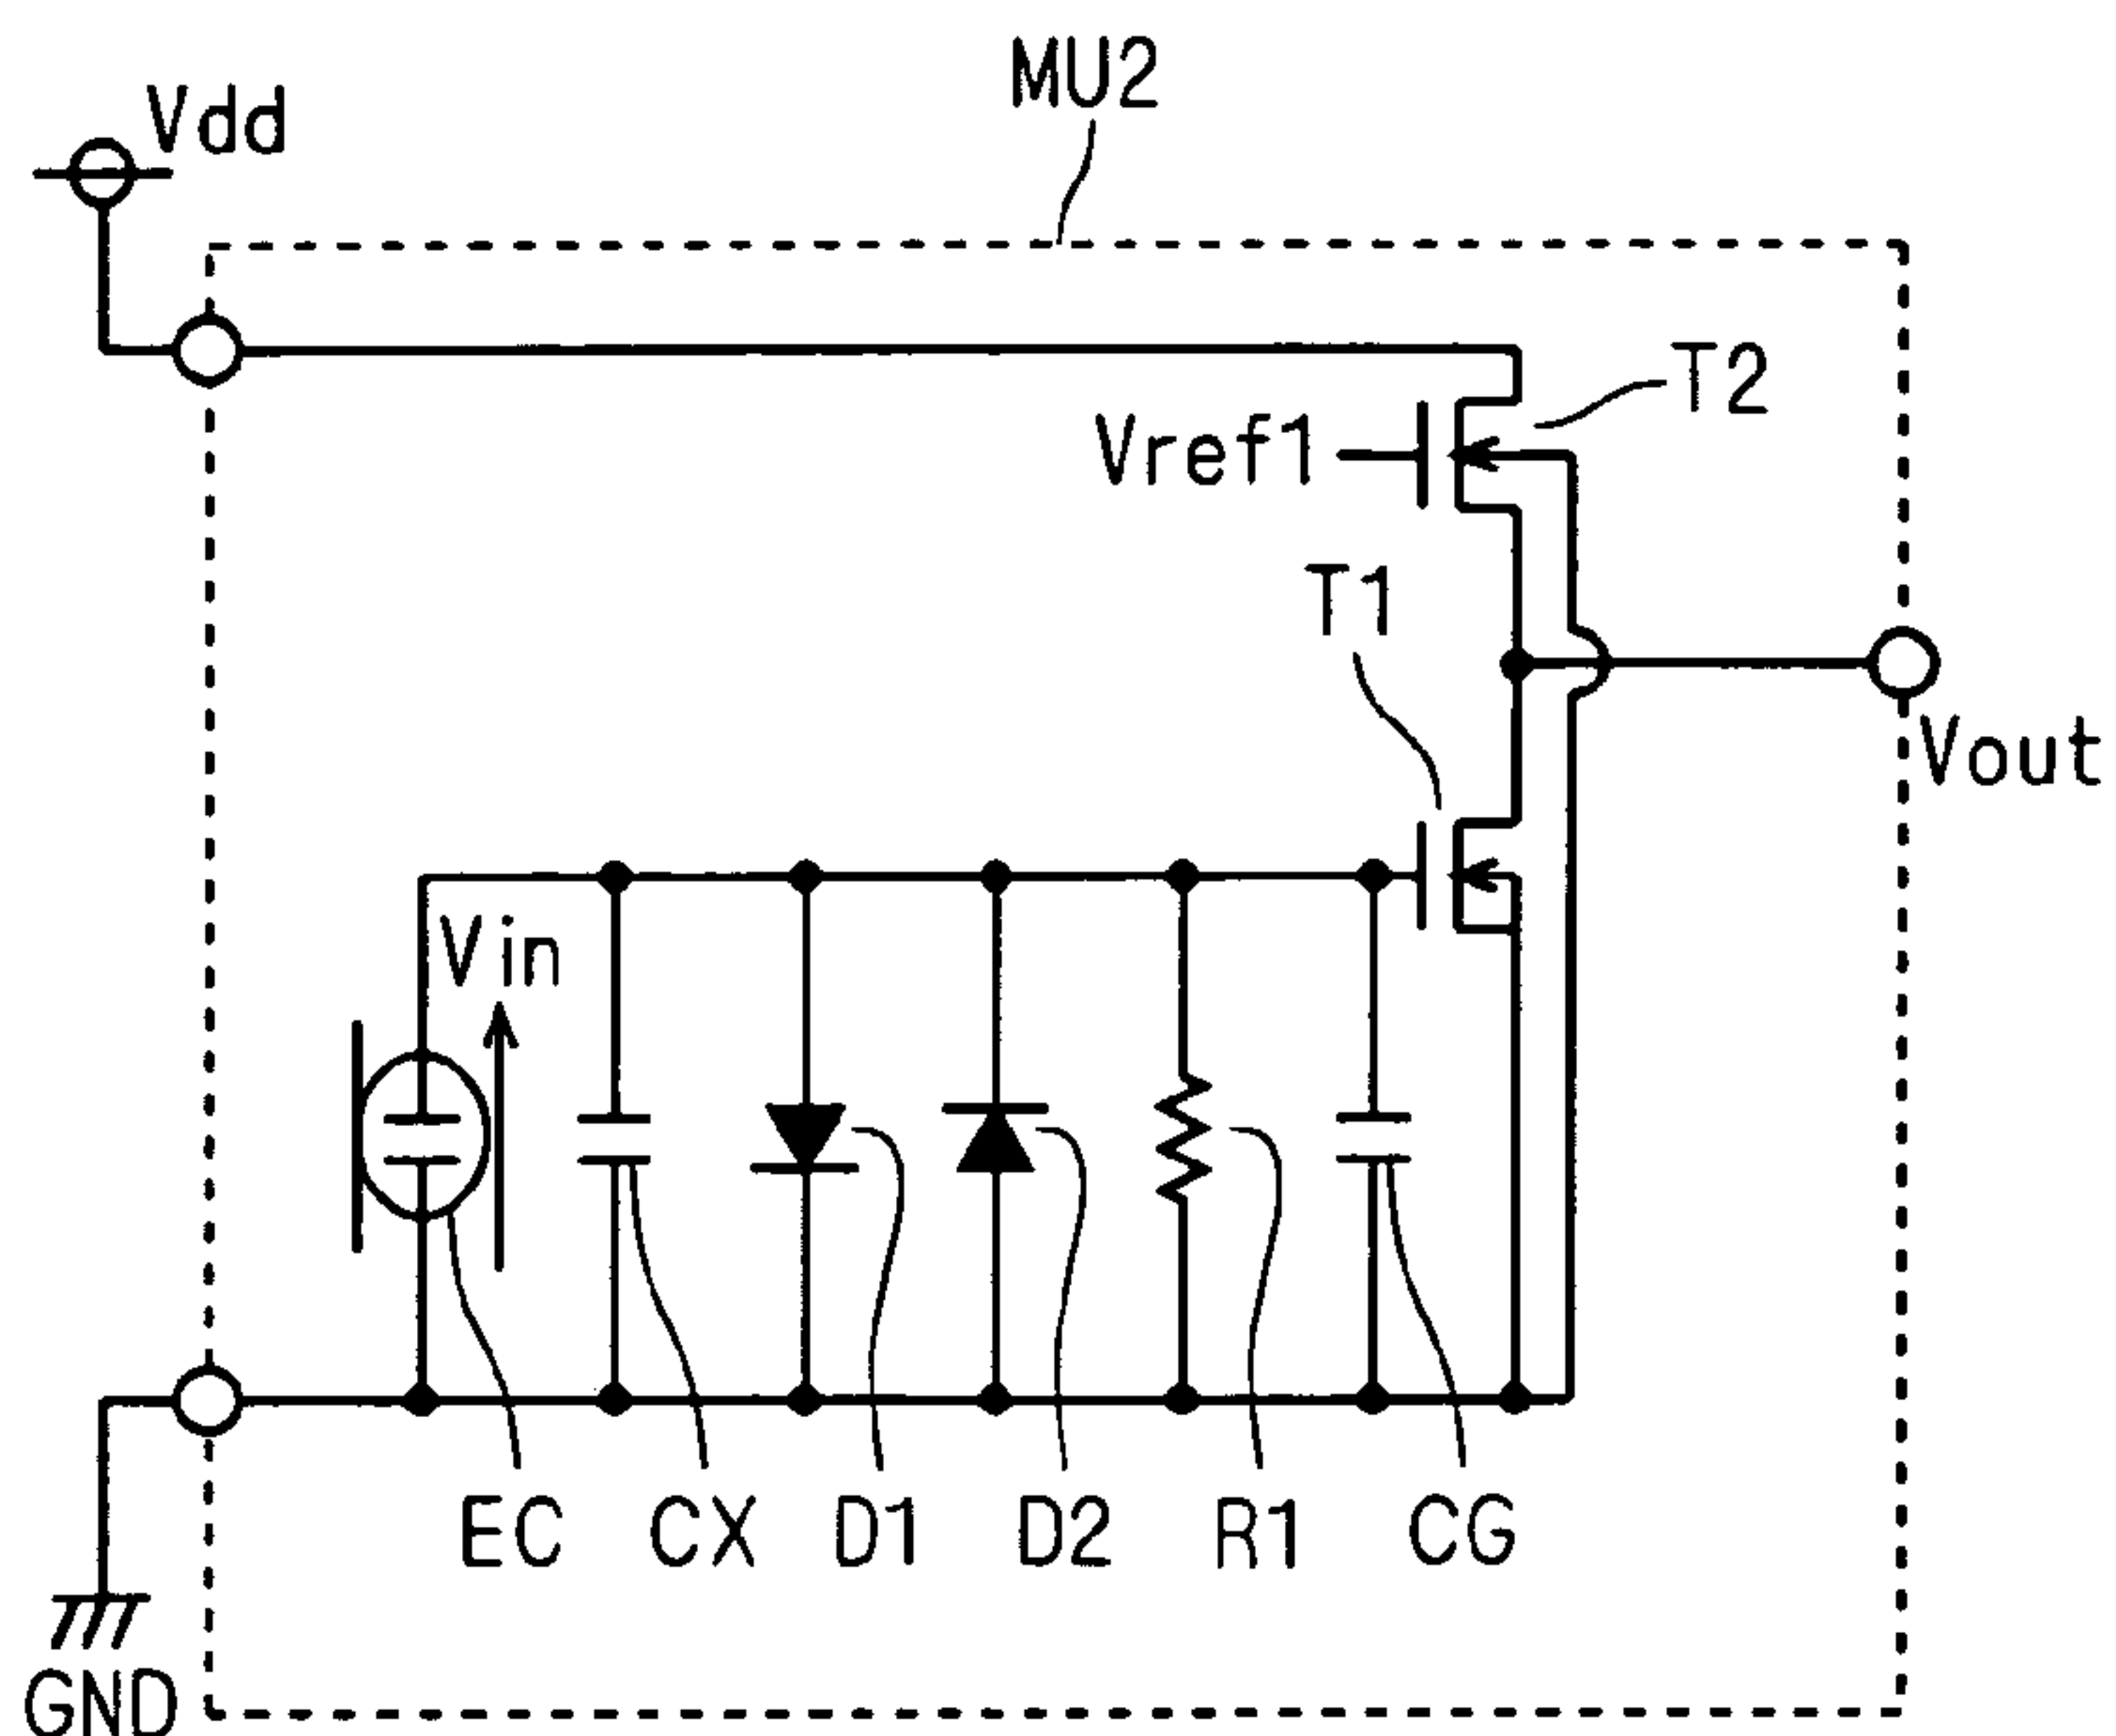 MU2
Vdd
T2
Vref1
T1
Vout
Vin
EC CX D1 D2 R1 CG
GND